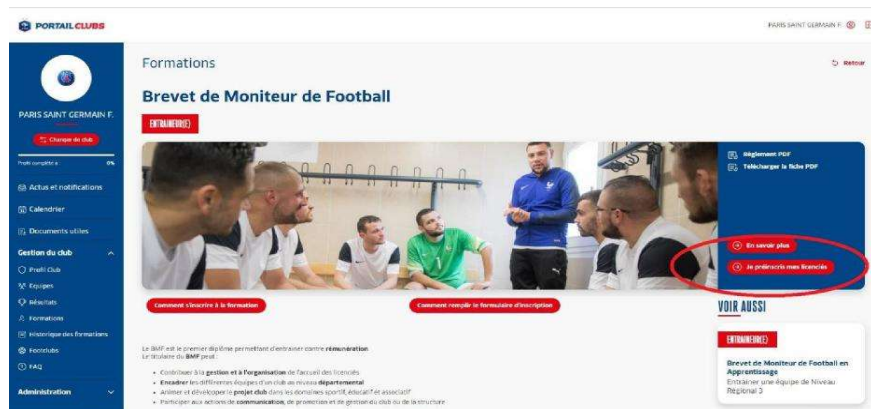 PORTAIL CLUBS
PARIS SAINT GERMAIN F.
PARIS SAINT GERMAIN F.
Changer de club
Profil complété à 0%
Actus et notifications
Calendrier
Documents utiles
Gestion du club
Profil Club
Equipes
Résultats
Formations
Historique des formations
Footclubs
FAQ
Administration
Formations
Retour
Brevet de Moniteur de Football
ENTRAINEUR(E)
Règlement PDF
Télécharger la fiche PDF
En savoir plus
Je préinscris mes licenciés
Comment s'inscrire à la formation
Comment remplir le formulaire d'inscription
Le BMF est le premier diplôme permettant d'entrainer contre rémunération
Le titulaire du BMF peut :
• Contribuer à la gestion et à l'organisation de l'accueil des licenciés
• Encadrer les différentes équipes d'un club au niveau départemental
• Animer et développer le projet club dans les domaines sportif, éducatif et associatif
• Participer aux actions de communication, de promotion et de gestion du club ou de la structure
VOIR AUSSI
ENTRAINEUR(E)
Brevet de Moniteur de Football en
Apprentissage
Entrainer une équipe de Niveau
Régional 3